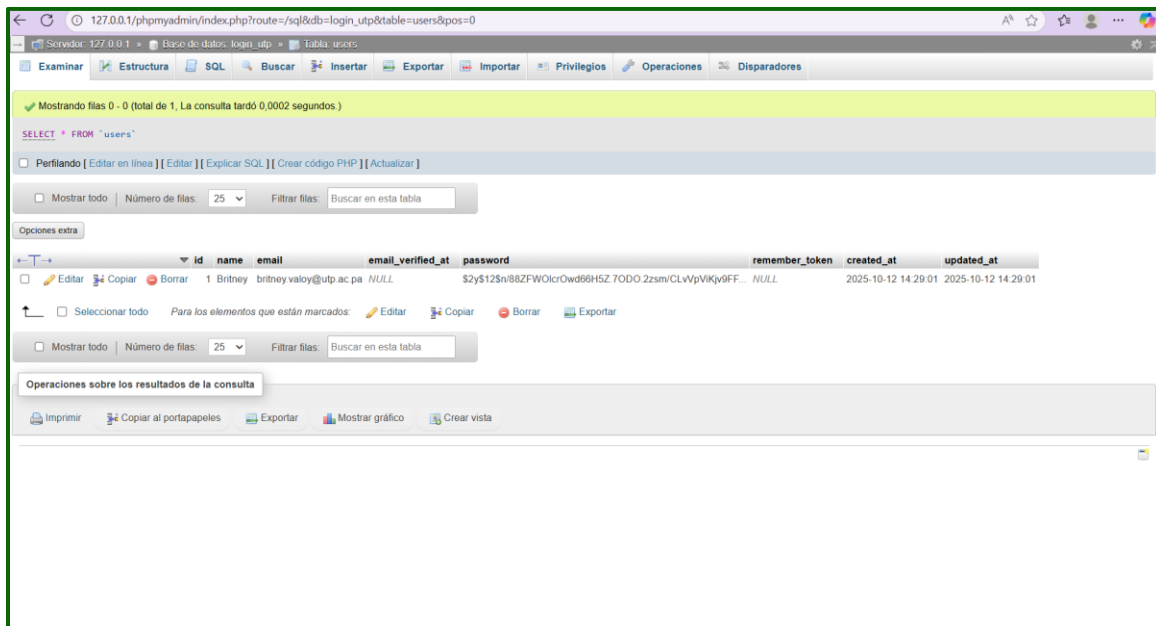 127.0.0.1/phpmyadmin/index.php?route=/sql&db=login_utp&table=users&pos=0
Servidor: 127.0.0.1 » Base de datos: login_utp » Tabla: users
Examinar Estructura SQL Buscar Insertar Exportar Importar Privilegios Operaciones Disparadores
Mostrando filas 0 - 0 (total de 1, La consulta tardó 0,0002 segundos.)
SELECT * FROM `users`
Perfilando [ Editar en línea ] [ Editar ] [ Explicar SQL ] [ Crear código PHP ] [ Actualizar ]
Mostrar todo Número de filas: 25 Filtrar filas: Buscar en esta tabla
Opciones extra
id name email email_verified_at password remember_token created_at updated_at
Editar Copiar Borrar 1 Britney britney.valoy@utp.ac.pa NULL $2y$12$n/88ZFWOIcrOwd66H5Z.7ODO.2zsm/CLvVpViKjv9FF... NULL 2025-10-12 14:29:01 2025-10-12 14:29:01
Seleccionar todo Para los elementos que están marcados: Editar Copiar Borrar Exportar
Mostrar todo Número de filas: 25 Filtrar filas: Buscar en esta tabla
Operaciones sobre los resultados de la consulta
Imprimir Copiar al portapapeles Exportar Mostrar gráfico Crear vista